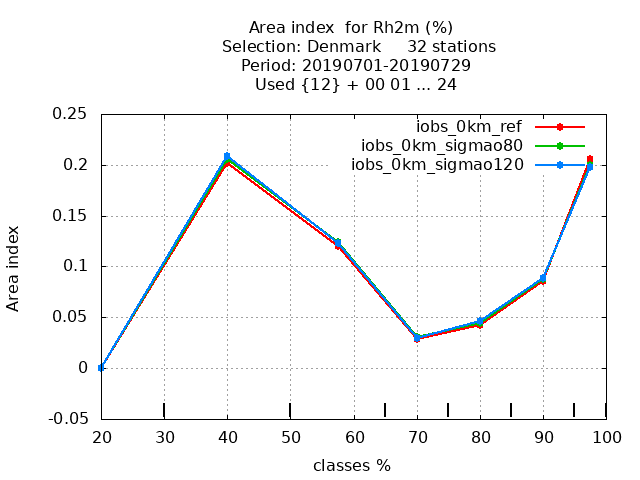 Area index  for Rh2m (%)
Selection: Denmark     32 stations
Period: 20190701-20190729
Used {12} + 00 01 ... 24
iobs_0km_ref
iobs_0km_sigmao80
iobs_0km_sigmao120
0.25
0.2
0.15
0.1
0.05
0
-0.05
Area index
20 30 40 50 60 70 80 90 100
classes %